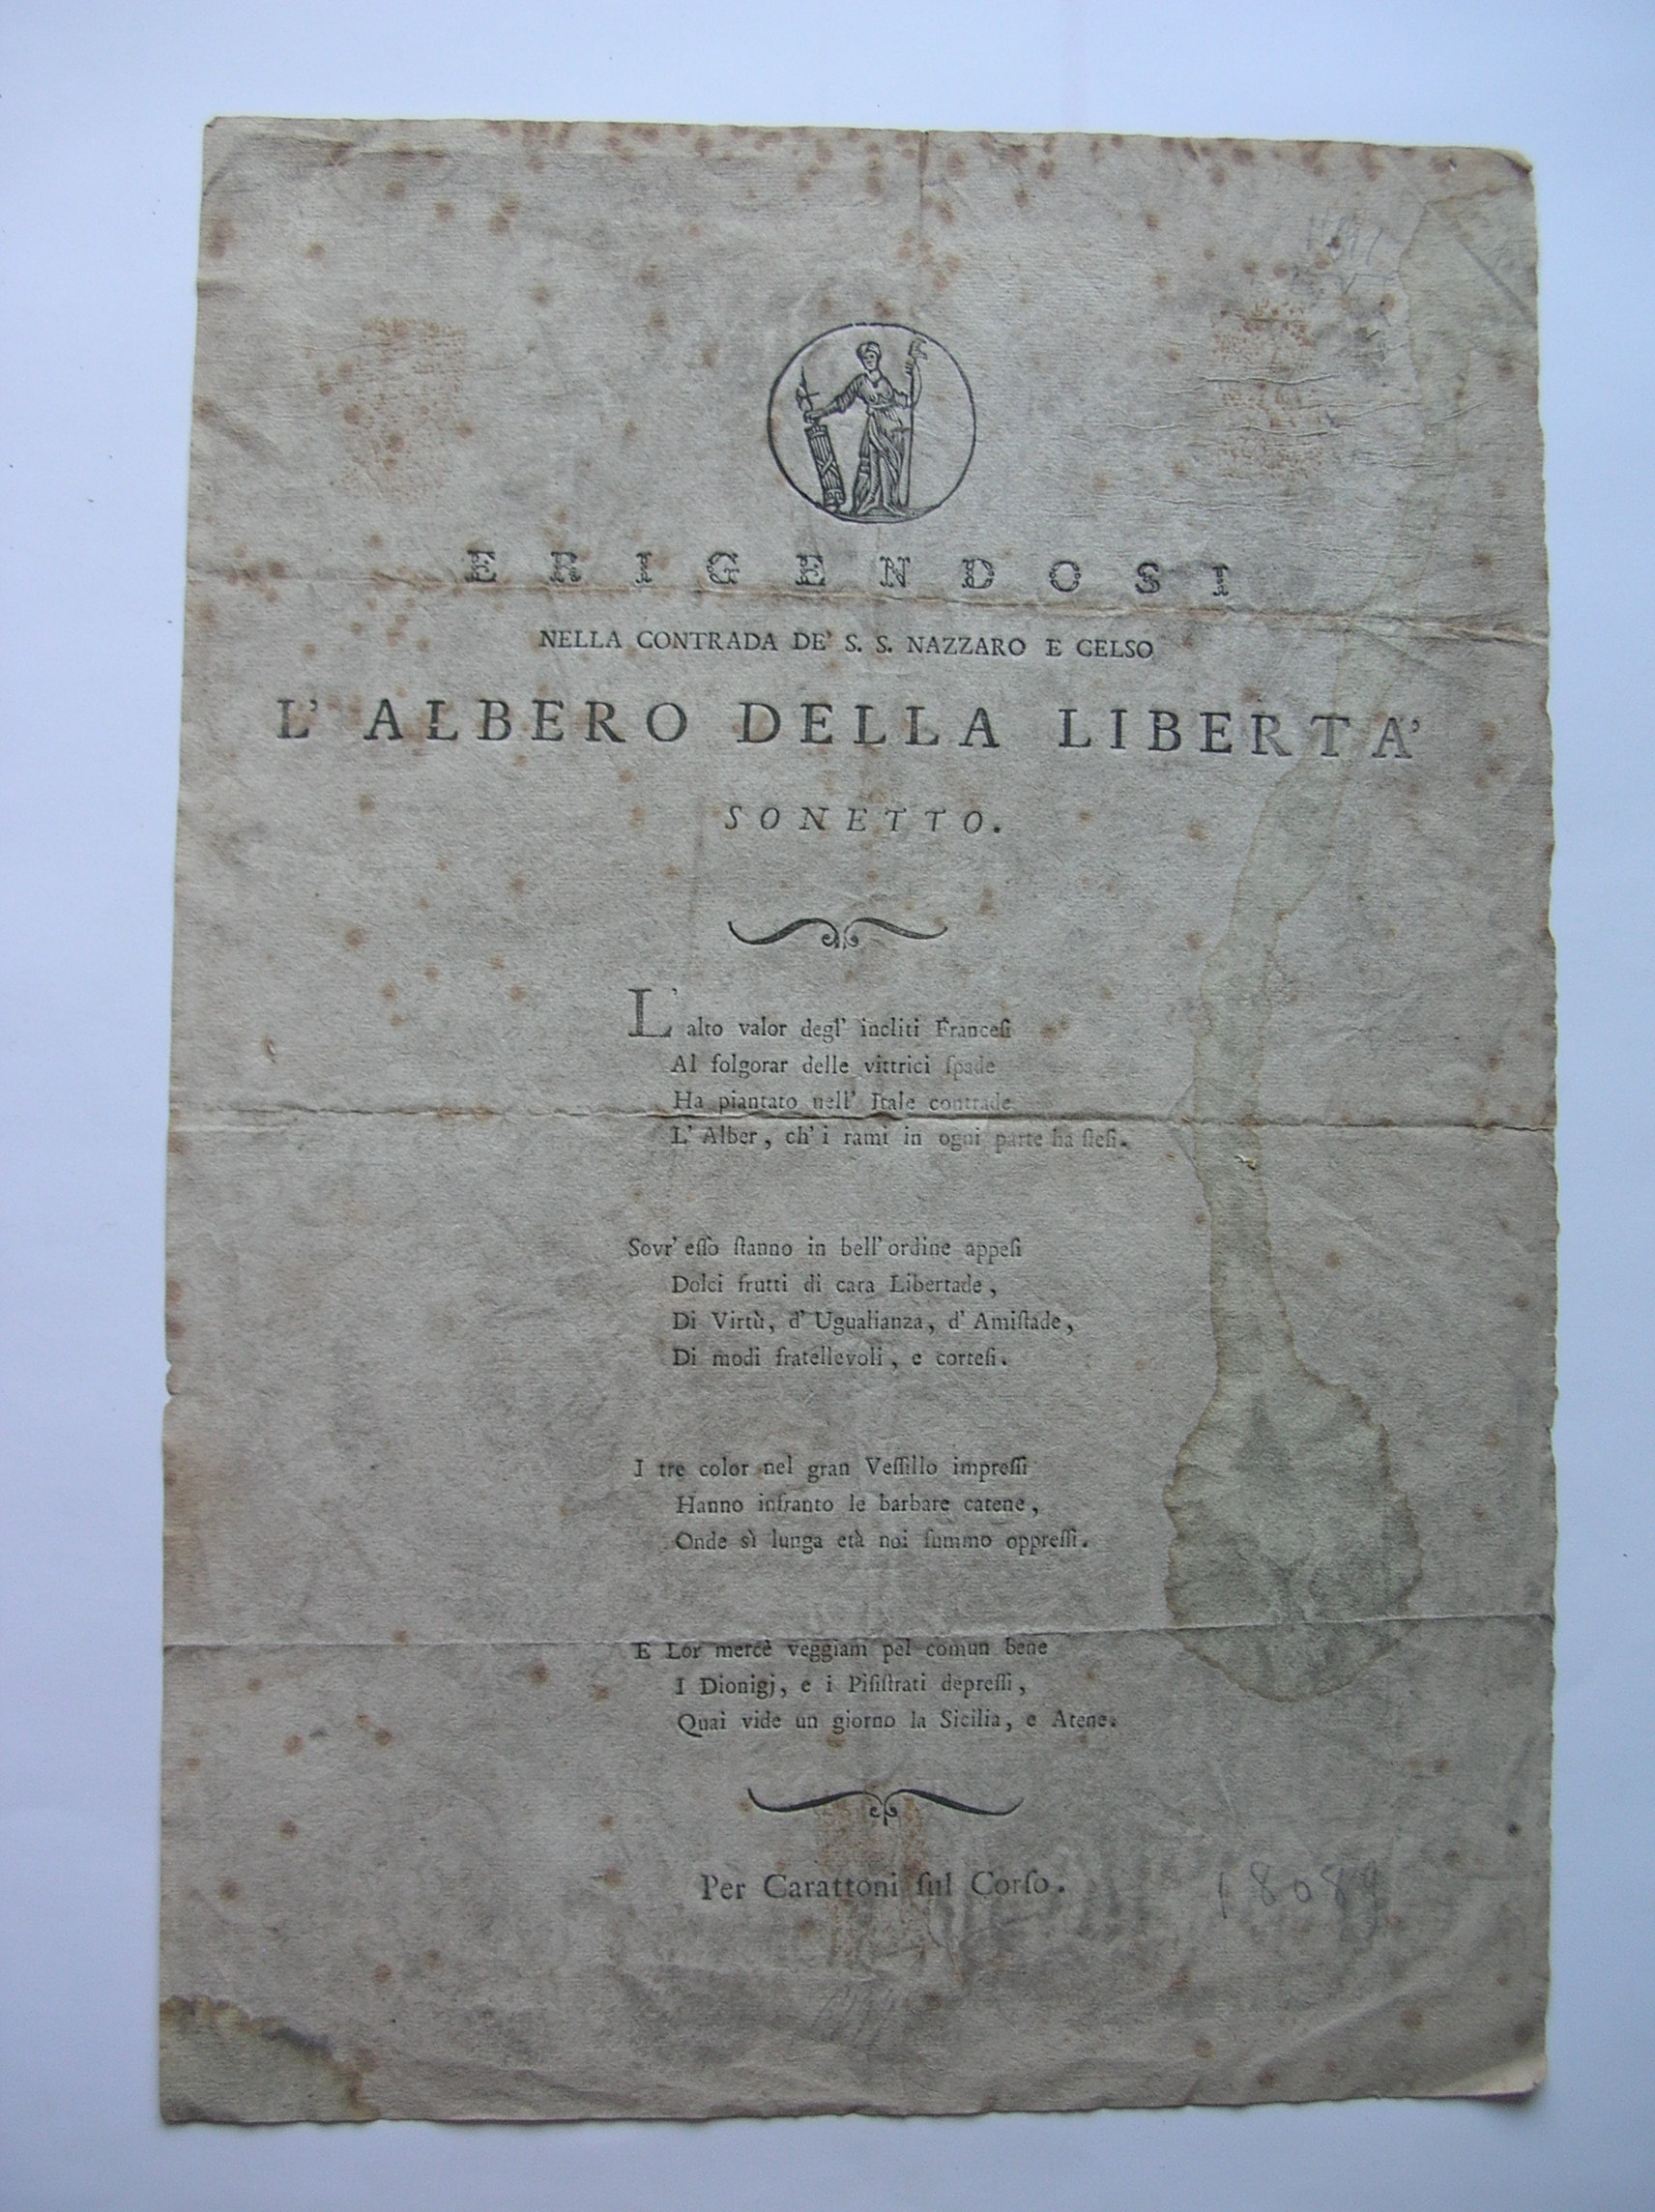 ERIGENDOSI
NELLA CONTRADA DE' S. S. NAZZARO E CELSO
L' ALBERO DELLA LIBERTA'
SONETTO.
L' alto valor degl' incliti Franceſi
Al folgorar delle vittrici ſpade
Ha piantato nell' Itale contrade
L' Alber, ch' i rami in ogni parte ha ſteſi.
Sovr' eſſo ſtanno in bell' ordine appeſi
Dolci frutti di cara Libertade,
Di Virtù, d' Ugualianza, d' Amiſtade,
Di modi fratellevoli, e corteſi.
I tre color nel gran Veſſillo impreſſi
Hanno infranto le barbare catene,
Onde sì lunga età noi fummo oppreſſi.
E Lor mercè veggiam pel comun bene
I Dionigj, e i Piſiſtrati depreſſi,
Quai vide un giorno la Sicilia, e Atene.
Per Carattoni ſul Corſo.
18089